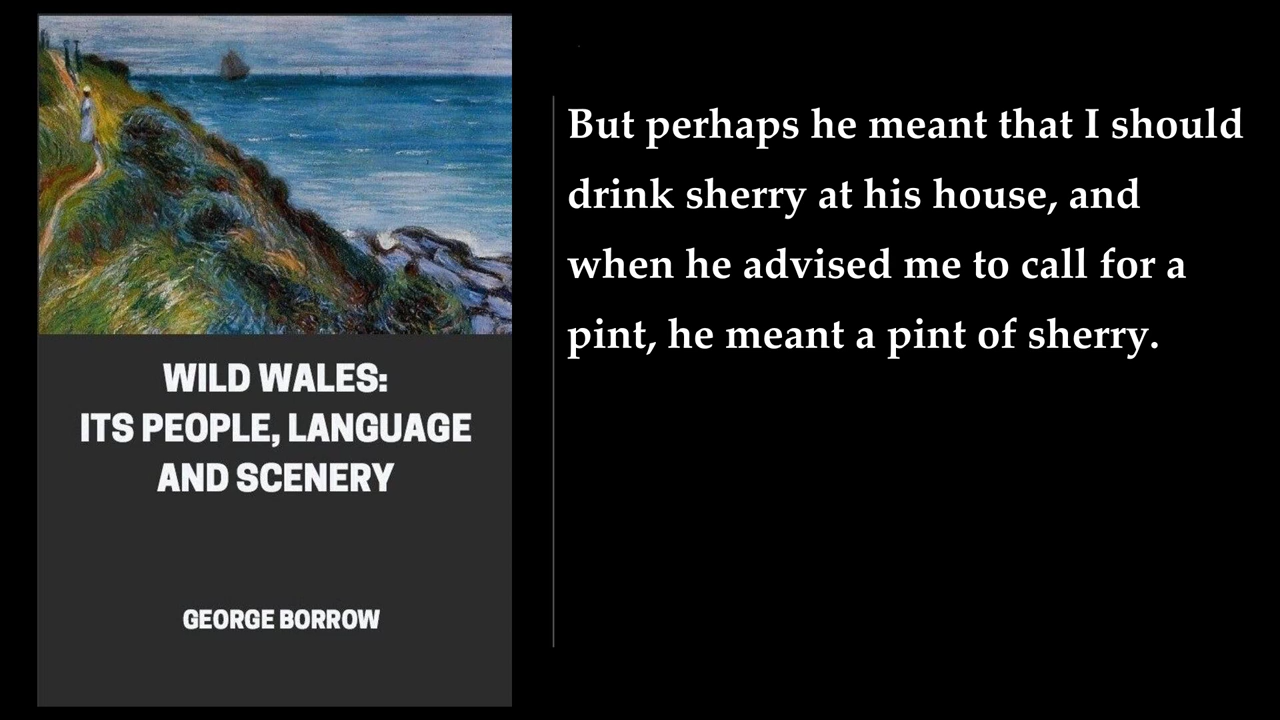 WILD WALES:
ITS PEOPLE, LANGUAGE
AND SCENERY
GEORGE BORROW
But perhaps he meant that I should
drink sherry at his house, and
when he advised me to call for a
pint, he meant a pint of sherry.